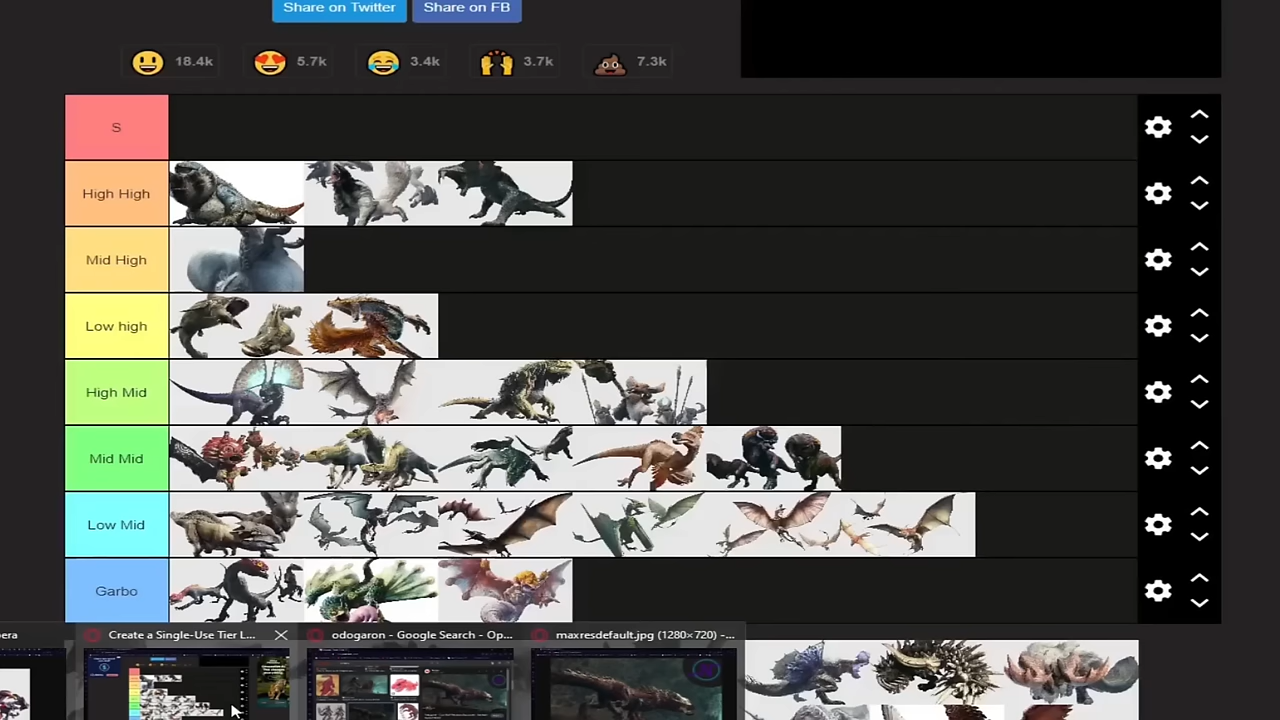 Share on Twitter Share on FB
18.4k 5.7k 3.4k 3.7k 7.3k
S
High High
Mid High
Low high
High Mid
Mid Mid
Low Mid
Garbo
pera Create a Single-Use Tier L... odogaron - Google Search - Op... maxresdefault.jpg (1280×720) -...